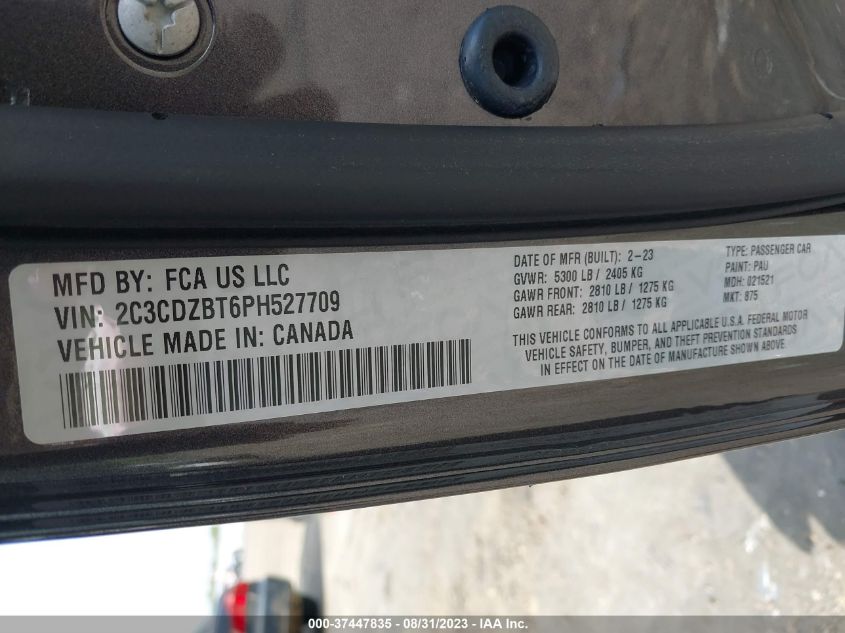 MFD BY: FCA US LLC
VIN: 2C3CDZBT6PH527709
VEHICLE MADE IN: CANADA
DATE OF MFR (BUILT): 2-23
GVWR: 5300 LB / 2405 KG
GAWR FRONT: 2810 LB / 1275 KG
GAWR REAR: 2810 LB / 1275 KG
TYPE: PASSENGER CAR
PAINT: PAU
MDH: 021521
MKT: 875
THIS VEHICLE CONFORMS TO ALL APPLICABLE U.S.A. FEDERAL MOTOR
VEHICLE SAFETY, BUMPER, AND THEFT PREVENTION STANDARDS
IN EFFECT ON THE DATE OF MANUFACTURE SHOWN ABOVE.
000-37447835 - 08/31/2023 - IAA Inc.